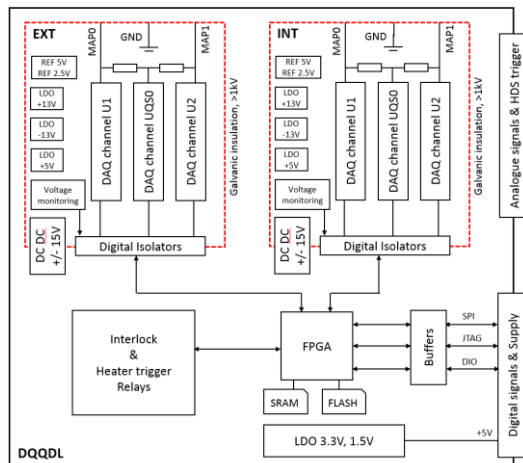 EXT
MAP0
GND
MAP1
REF 5V
REF 2.5V
LDO
+13V
LDO
-13V
LDO
+5V
Voltage
monitoring
DC DC
+/- 15V
DAQ channel U1
DAQ channel UQS0
DAQ channel U2
Galvanic insulation, >1kV
Digital Isolators
INT
MAP0
GND
MAP1
REF 5V
REF 2.5V
LDO
+13V
LDO
-13V
LDO
+5V
Voltage
monitoring
DC DC
+/- 15V
DAQ channel U1
DAQ channel UQS0
DAQ channel U2
Galvanic insulation, >1kV
Digital Isolators
Analogue signals & HDS trigger
Interlock
&
Heater trigger
Relays
FPGA
SRAM
FLASH
Buffers
SPI
JTAG
DIO
Digital signals & Supply
+5V
LDO 3.3V, 1.5V
DQQDL